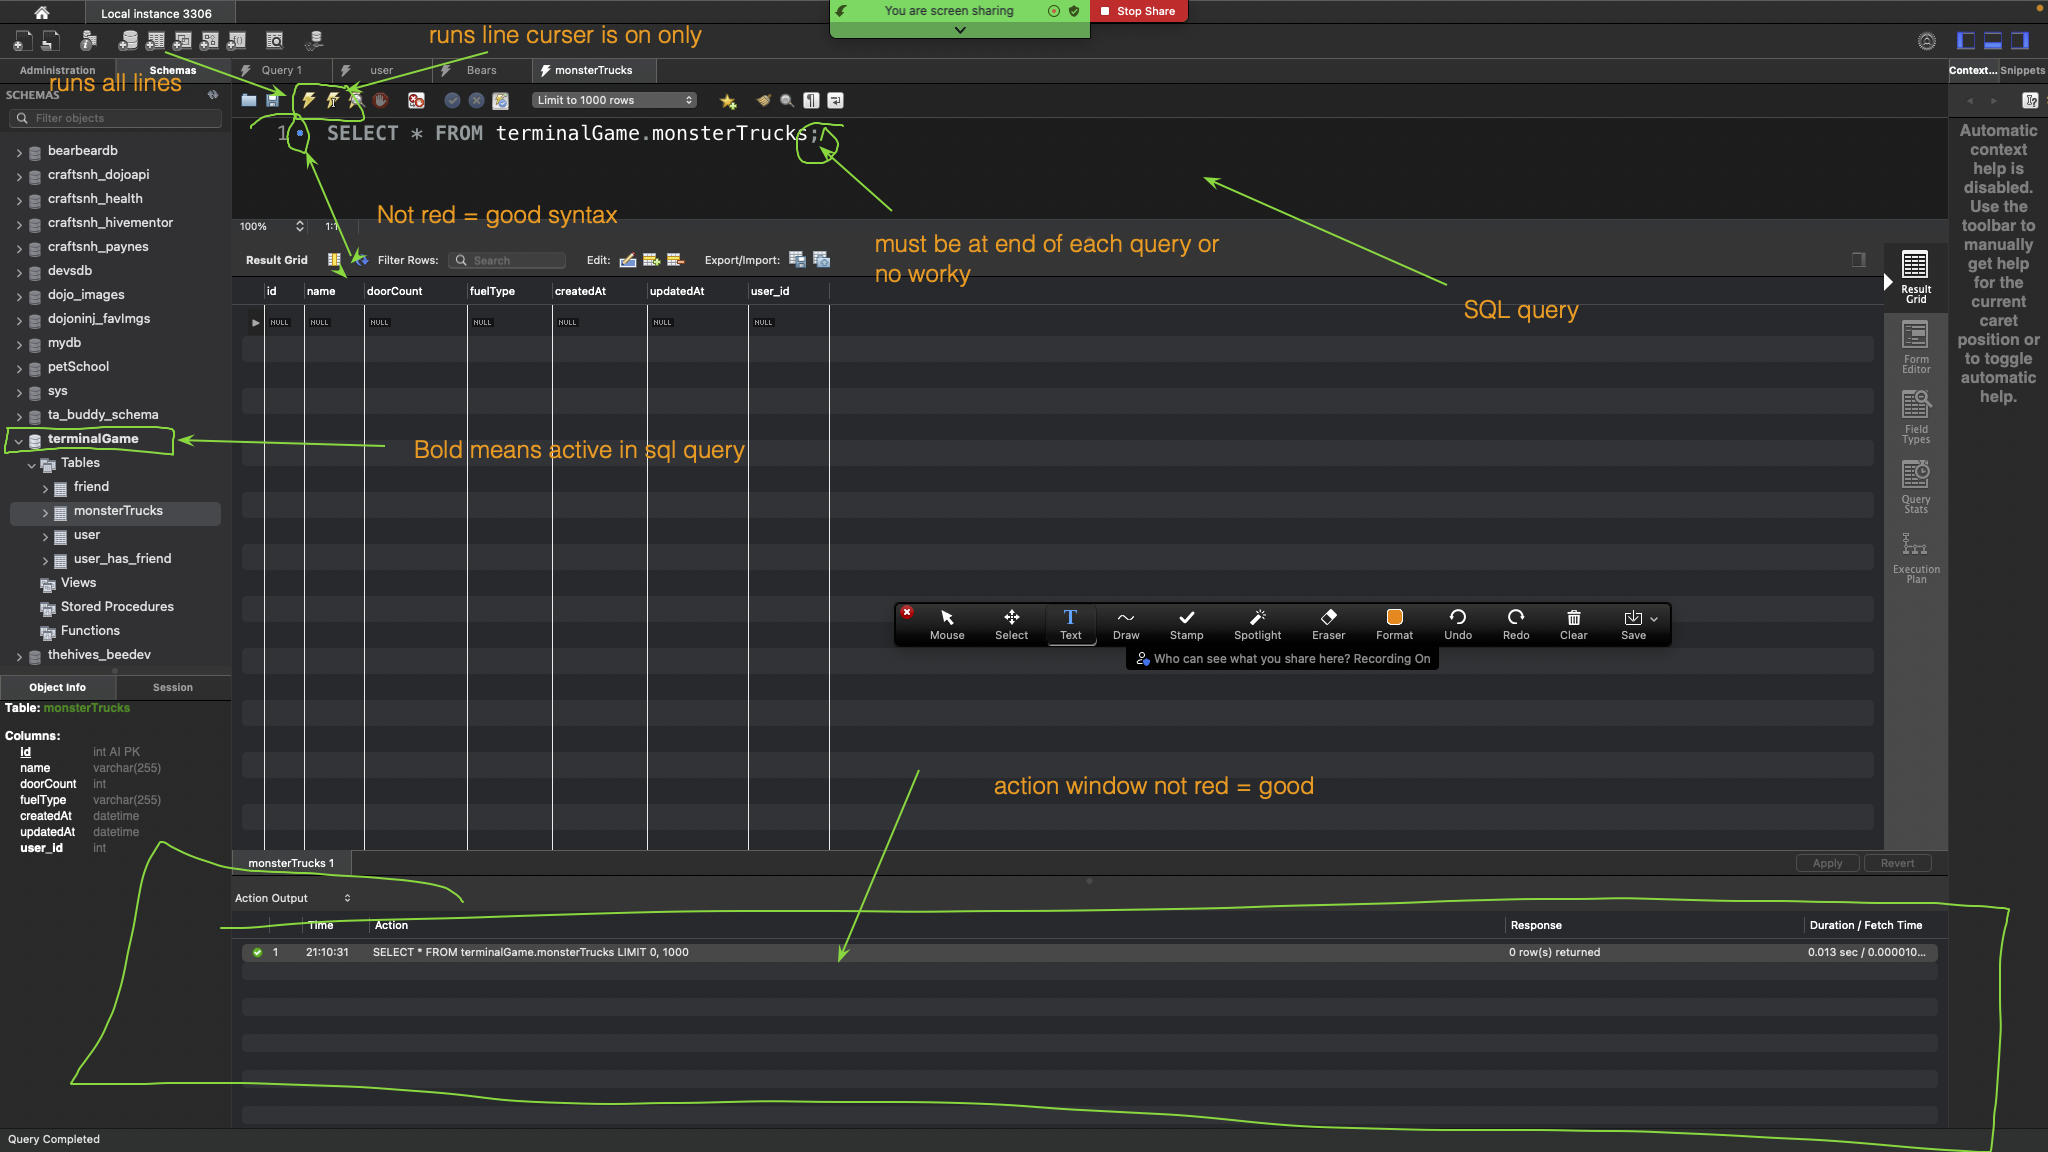 Local instance 3306
You are screen sharing
Stop Share
runs line curser is on only
Administration
Schemas
Query 1
user
Bears
monsterTrucks
Context...
Snippets
runs all lines
SCHEMAS
Filter objects
Limit to 1000 rows
1 SELECT * FROM terminalGame.monsterTrucks;
Automatic
context
help is
disabled.
Use the
toolbar to
manually
get help
for the
current
caret
position or
to toggle
automatic
help.
bearbeardb
craftsnh_dojoapi
craftsnh_health
craftsnh_hivementor
craftsnh_paynes
devsdb
dojo_images
dojoninj_favImgs
mydb
petSchool
sys
ta_buddy_schema
terminalGame
Tables
friend
monsterTrucks
user
user_has_friend
Views
Stored Procedures
Functions
thehives_beedev
Not red = good syntax
100%
1:1
must be at end of each query or
no worky
SQL query
Result Grid
Filter Rows:
Search
Edit:
Export/Import:
id name doorCount fuelType createdAt updatedAt user_id
NULL NULL NULL NULL NULL NULL NULL
Result
Grid
Form
Editor
Field
Types
Query
Stats
Execution
Plan
Bold means active in sql query
Mouse Select Text Draw Stamp Spotlight Eraser Format Undo Redo Clear Save
Who can see what you share here? Recording On
Object Info
Session
Table: monsterTrucks
Columns:
id int AI PK
name varchar(255)
doorCount int
fuelType varchar(255)
createdAt datetime
updatedAt datetime
user_id int
action window not red = good
monsterTrucks 1
Apply
Revert
Action Output
Time Action Response Duration / Fetch Time
1 21:10:31 SELECT * FROM terminalGame.monsterTrucks LIMIT 0, 1000 0 row(s) returned 0.013 sec / 0.000010...
Query Completed